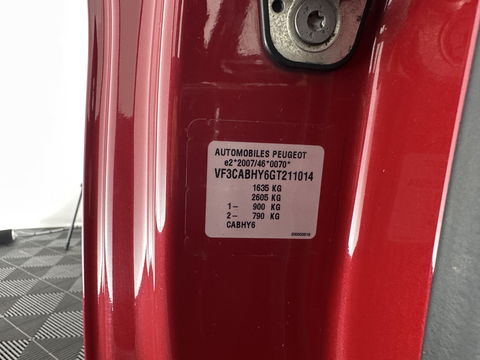 AUTOMOBILES PEUGEOT
e2*2007/46*0070*
VF3CABHY6GT211014
1635 KG
2605 KG
1- 900 KG
2- 790 KG
CABHY6